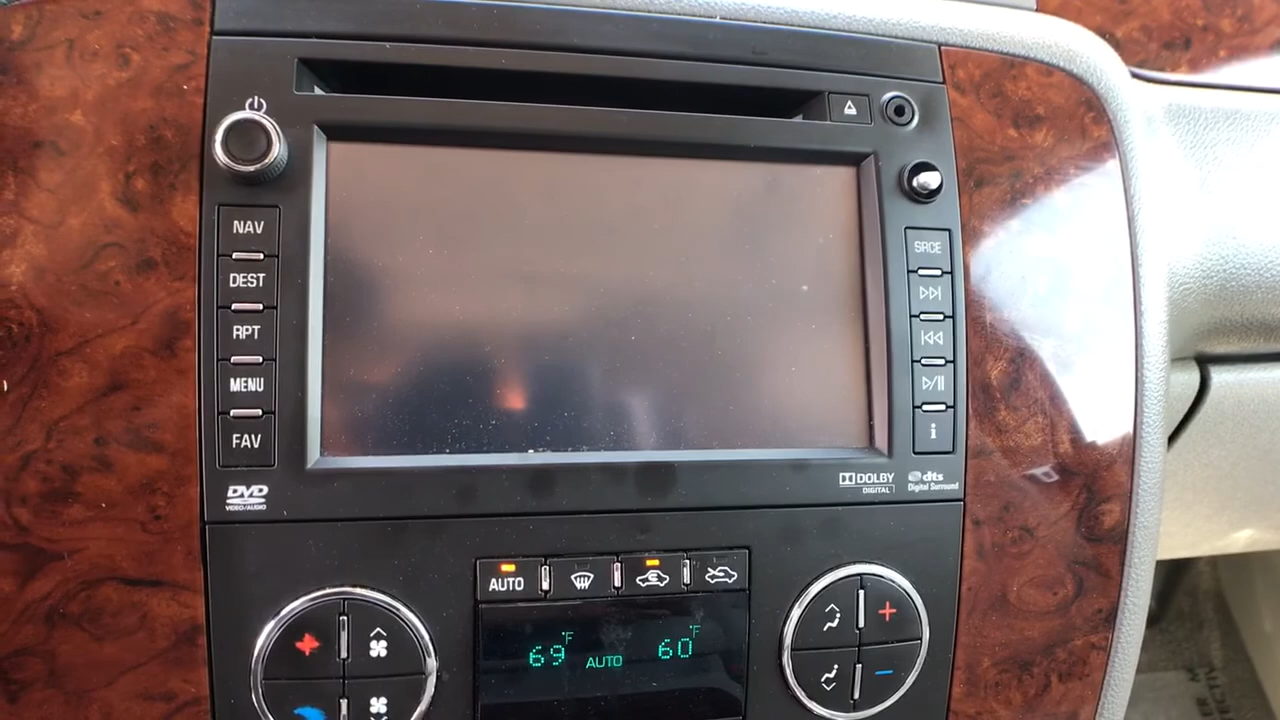 NAV
DEST
RPT
MENU
FAV
SRCE
i
DVD
VIDEO/AUDIO
DOLBY
DIGITAL
dts
Digital Surround
AUTO
69°F
AUTO
60°F